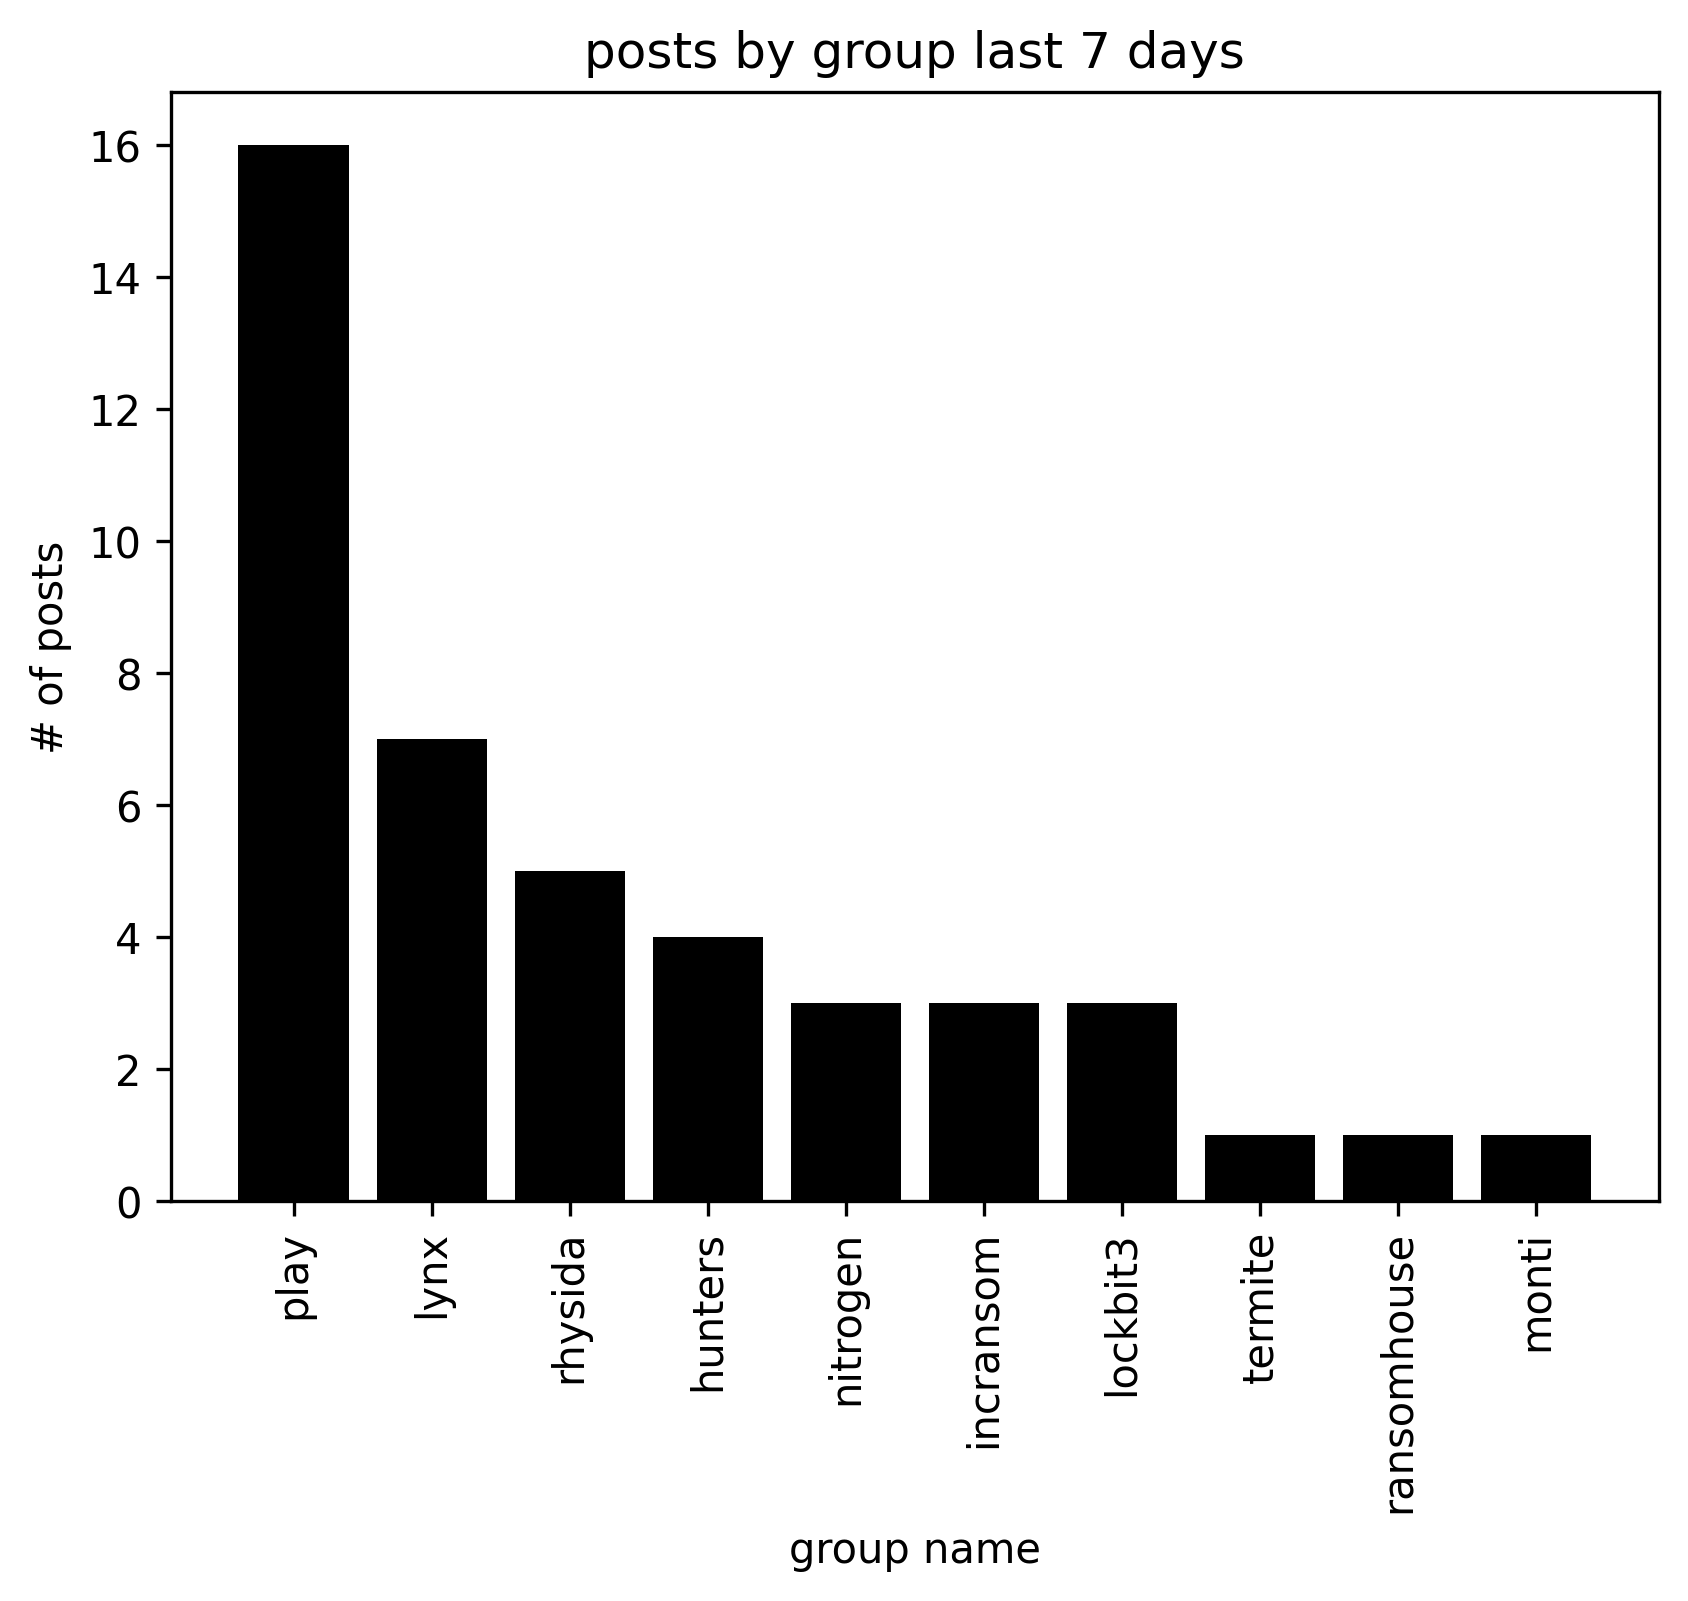 posts by group last 7 days
# of posts
16
14
12
10
8
6
4
2
0
play
lynx
rhysida
hunters
nitrogen
incransom
lockbit3
termite
ransomhouse
monti
group name